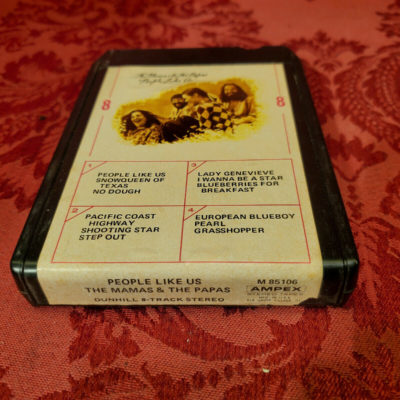 The Mamas & the Papas
People Like Us
8
8
1
PEOPLE LIKE US
SNOWQUEEN OF
TEXAS
NO DOUGH
3
LADY GENEVIEVE
I WANNA BE A STAR
BLUEBERRIES FOR
BREAKFAST
2
PACIFIC COAST
HIGHWAY
SHOOTING STAR
STEP OUT
4
EUROPEAN BLUEBOY
PEARL
GRASSHOPPER
PEOPLE LIKE US
THE MAMAS & THE PAPAS
DUNHILL 8-TRACK STEREO
M 85106
AMPEX
STEREO TAPES